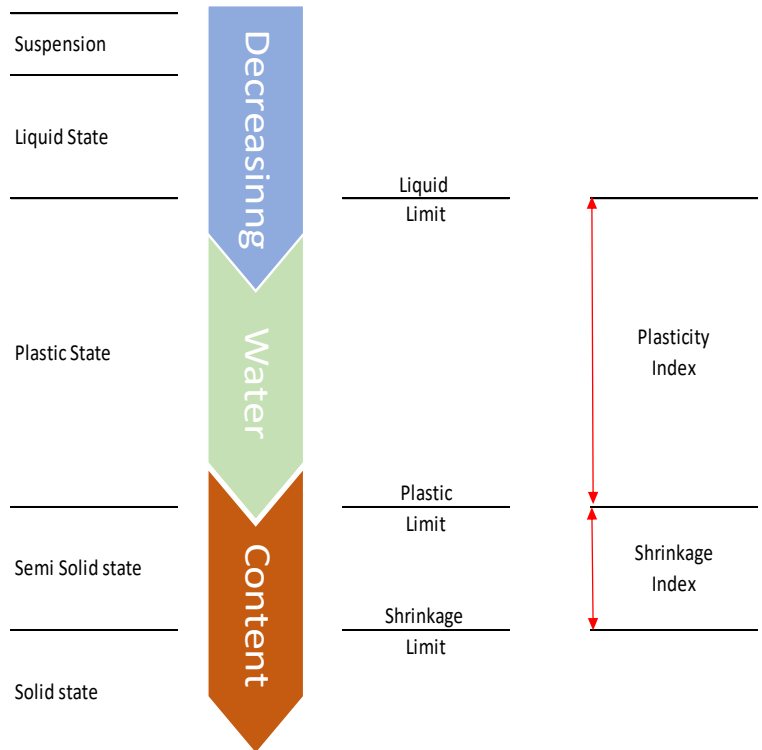 Suspension
Liquid State
Plastic State
Semi Solid state
Solid state
Decreasinng
Water
Content
Liquid
Limit
Plastic
Limit
Shrinkage
Limit
Plasticity
Index
Shrinkage
Index